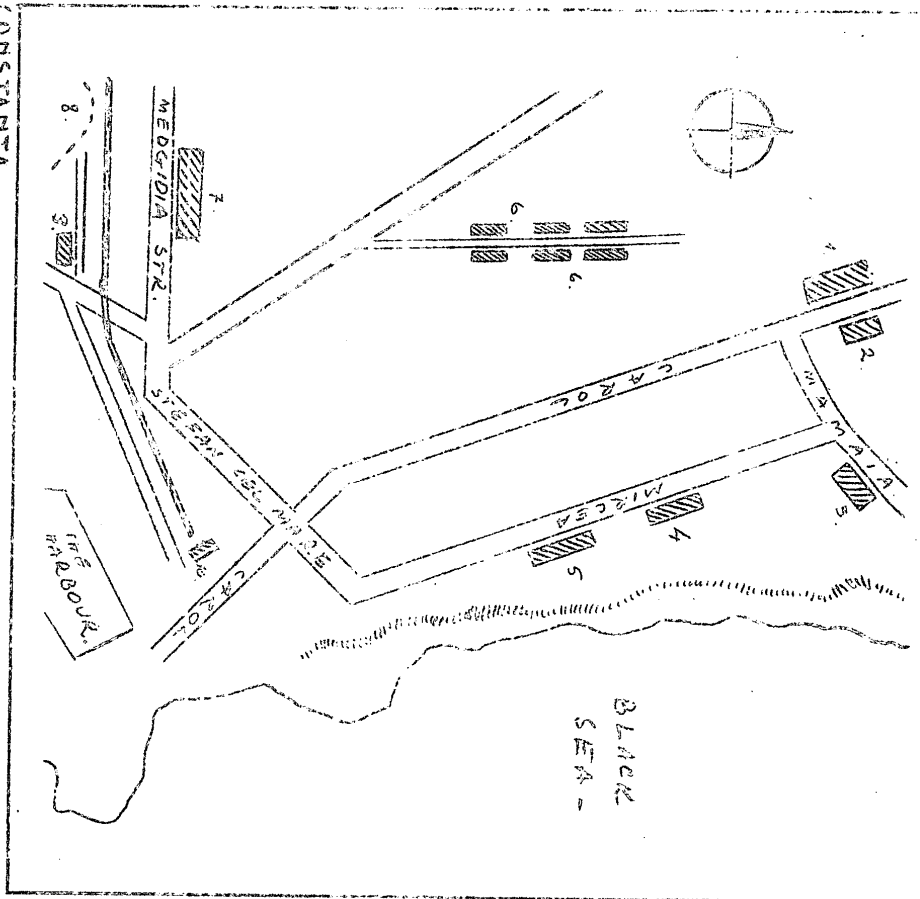 CONSTANTA
8.
MEDGIDIA STR.
7.
9.
6.
6.
1.
2
MAMAIA
3.
CAROL
MIRCEA
4
5
STEFAN CEL MARE
CAROL
THE
HARBOUR.
BLACK
SEA -